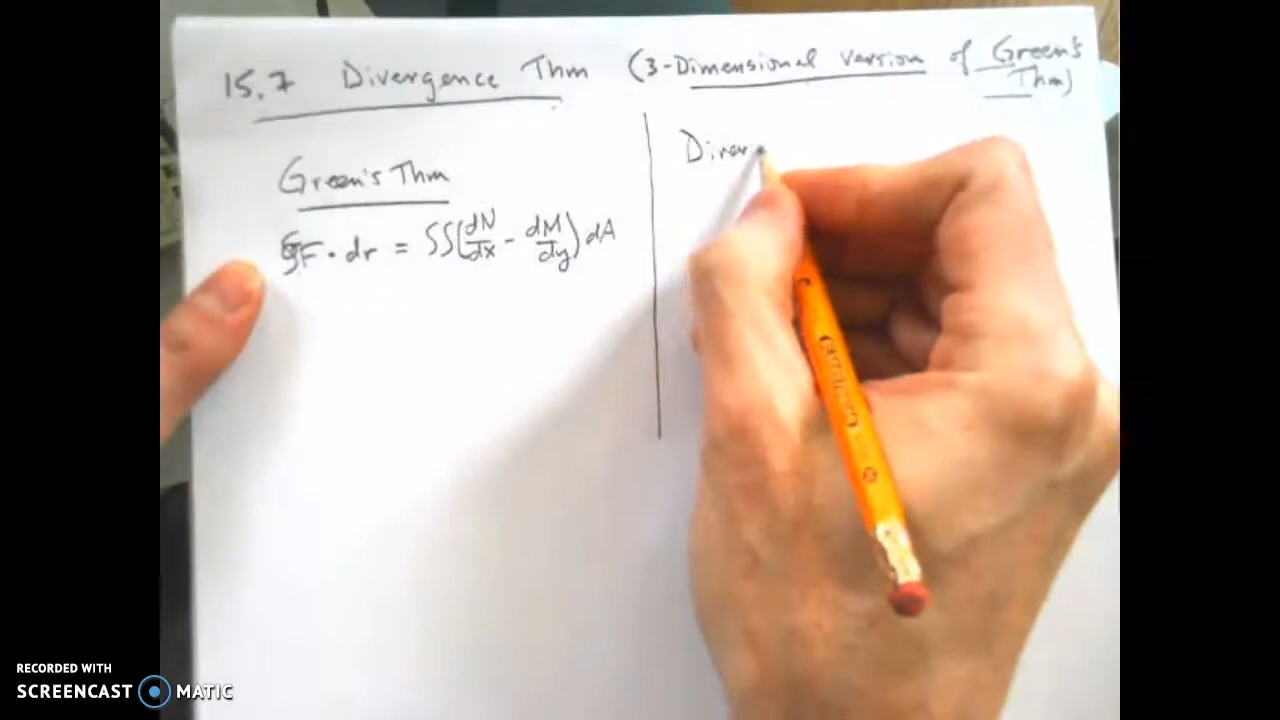 15.7 Divergence Thm (3-Dimensional Version of Green's Thm)
Green's Thm
∮F · dr = ∫∫(dN/dx - dM/dy) dA
Diver
RECORDED WITH
SCREENCAST MATIC